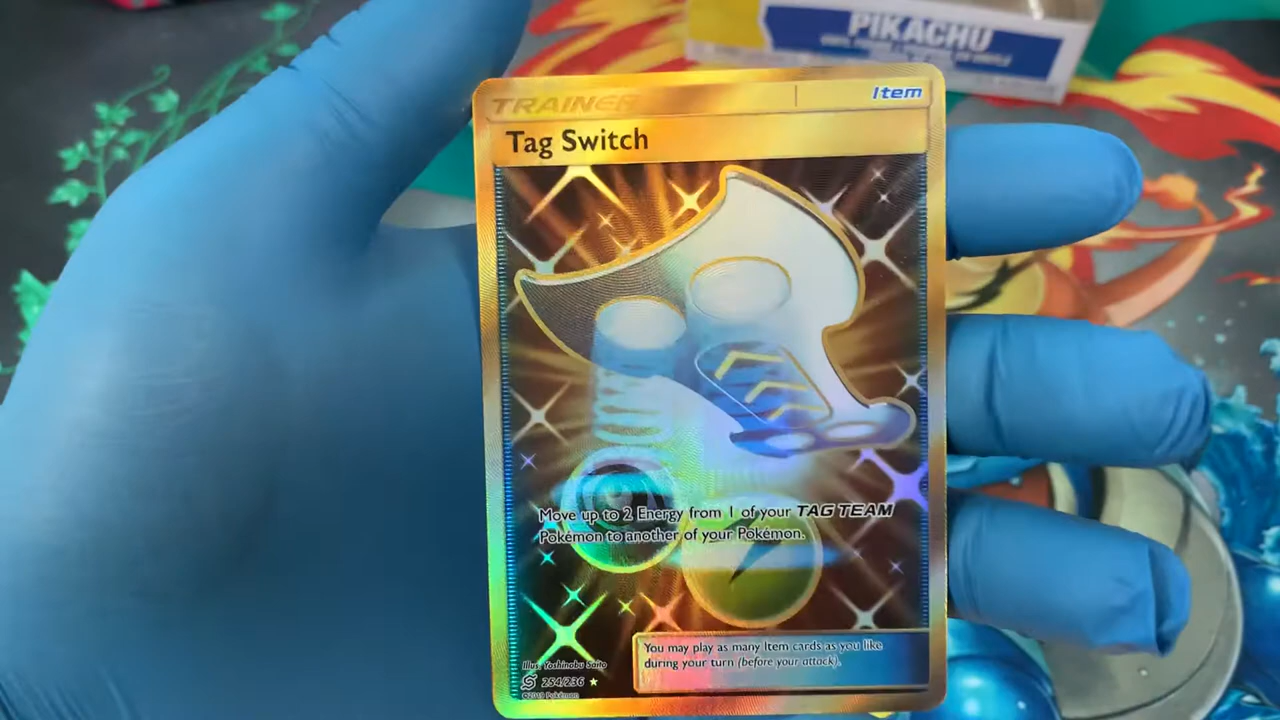 PIKACHU
TRAINER
Item
Tag Switch
Move up to 2 Energy from 1 of your TAG TEAM
Pokémon to another of your Pokémon.
You may play as many Item cards as you like
during your turn (before your attack).
Illus. Yoshinobu Saito
254/236
©2019 Pokémon